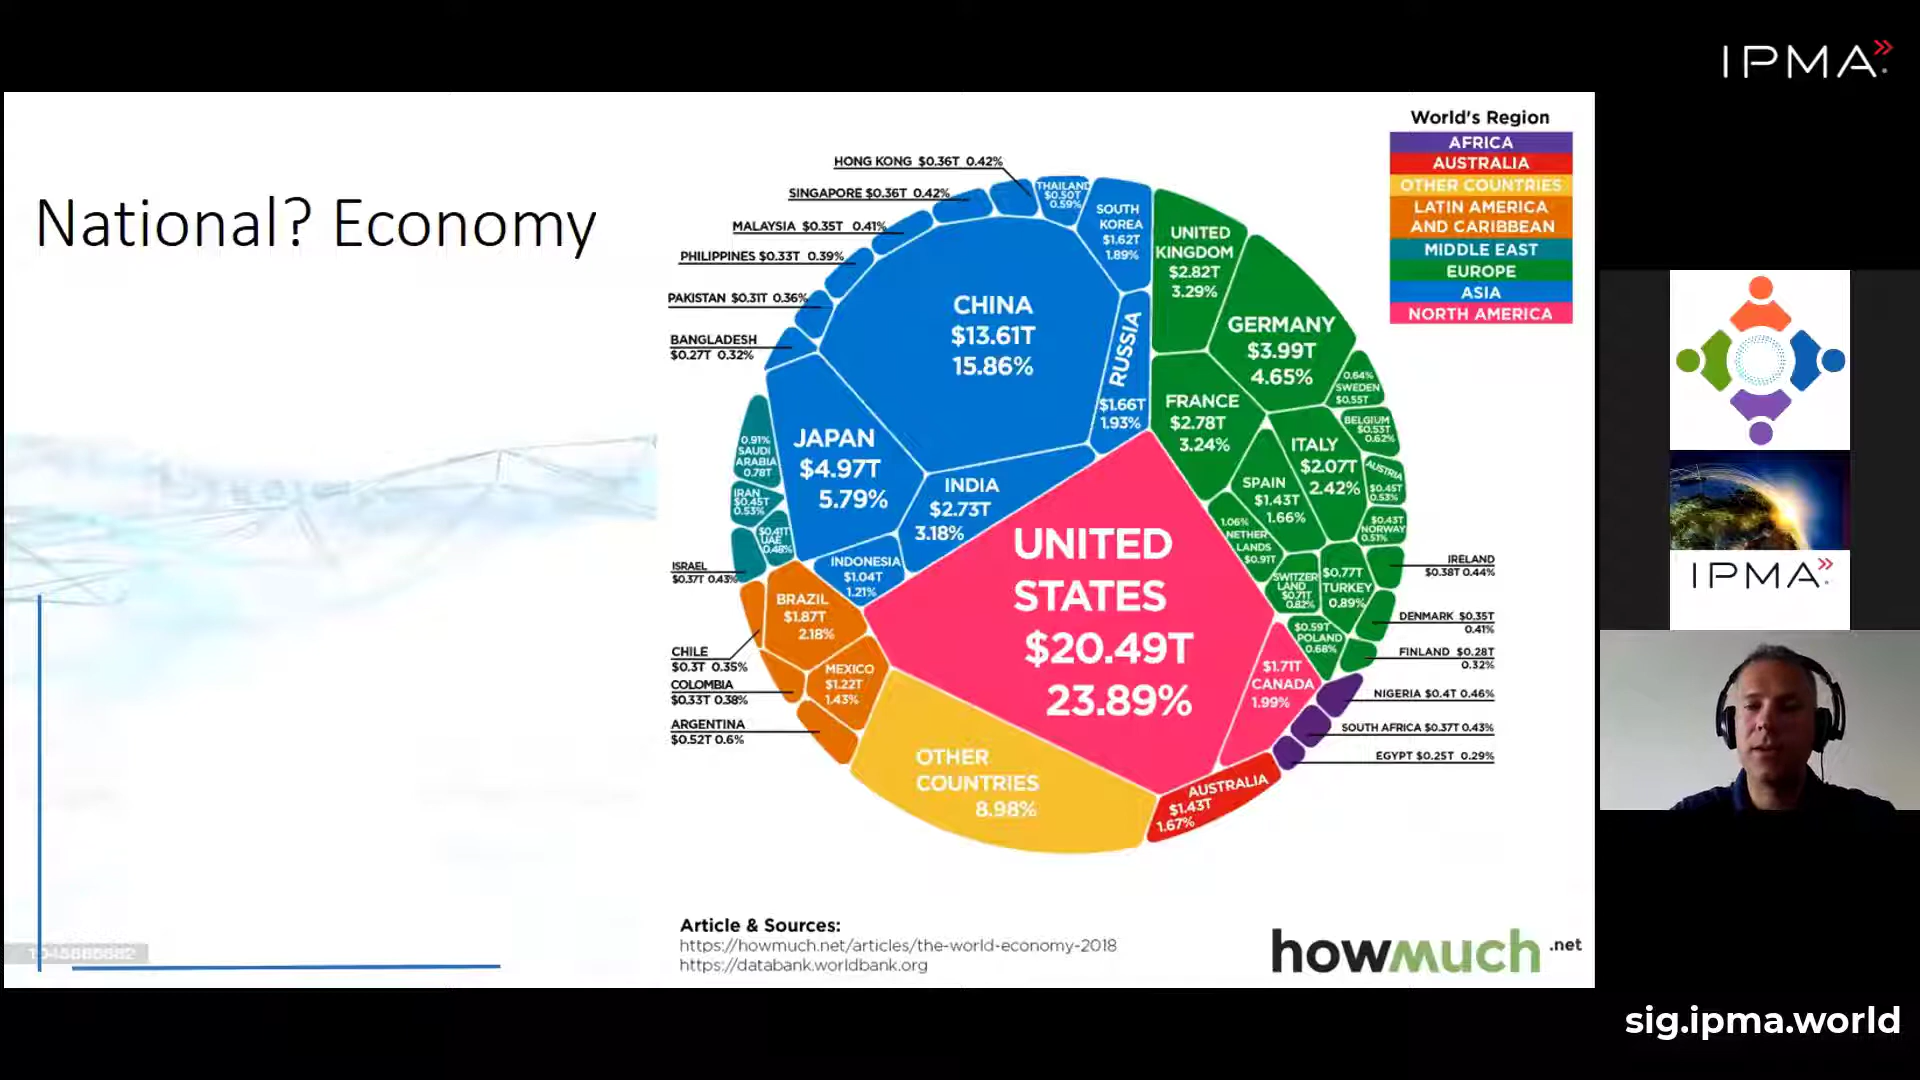 IPMA
World's Region
AFRICA
AUSTRALIA
OTHER COUNTRIES
LATIN AMERICA
AND CARIBBEAN
MIDDLE EAST
EUROPE
ASIA
NORTH AMERICA
National? Economy
HONG KONG $0.36T 0.42%
SINGAPORE $0.36T 0.42%
MALAYSIA $0.35T 0.41%
PHILIPPINES $0.33T 0.39%
PAKISTAN $0.31T 0.36%
BANGLADESH
$0.27T 0.32%
THAILAND
$0.50T
0.59%
SOUTH
KOREA
$1.62T
1.89%
CHINA
$13.61T
15.86%
RUSSIA
$1.66T
1.93%
JAPAN
$4.97T
5.79%
INDIA
$2.73T
3.18%
INDONESIA
$1.04T
1.21%
0.91%
SAUDI
ARABIA
0.78T
IRAN
$0.45T
0.53%
$0.41T
UAE
0.48%
ISRAEL
$0.37T 0.43%
UNITED
KINGDOM
$2.82T
3.29%
GERMANY
$3.99T
4.65%
FRANCE
$2.78T
3.24%
ITALY
$2.07T
2.42%
SPAIN
$1.43T
1.66%
1.06%
NETHER
LANDS
$0.91T
SWITZER
LAND
$0.71T
0.82%
$0.77T
TURKEY
0.89%
$0.59T
POLAND
0.68%
0.64%
SWEDEN
$0.55T
BELGIUM
$0.53T
0.62%
AUSTRIA
$0.45T
0.53%
$0.43T
NORWAY
0.51%
IRELAND
$0.38T 0.44%
DENMARK $0.35T
0.41%
FINLAND $0.28T
0.32%
NIGERIA $0.4T 0.46%
SOUTH AFRICA $0.37T 0.43%
EGYPT $0.25T 0.29%
UNITED
STATES
$20.49T
23.89%
$1.71T
CANADA
1.99%
BRAZIL
$1.87T
2.18%
MEXICO
$1.22T
1.43%
CHILE
$0.3T 0.35%
COLOMBIA
$0.33T 0.38%
ARGENTINA
$0.52T 0.6%
OTHER
COUNTRIES
8.98%
AUSTRALIA
$1.43T
1.67%
Article & Sources:
https://howmuch.net/articles/the-world-economy-2018
https://databank.worldbank.org
howmuch.net
IPMA
sig.ipma.world